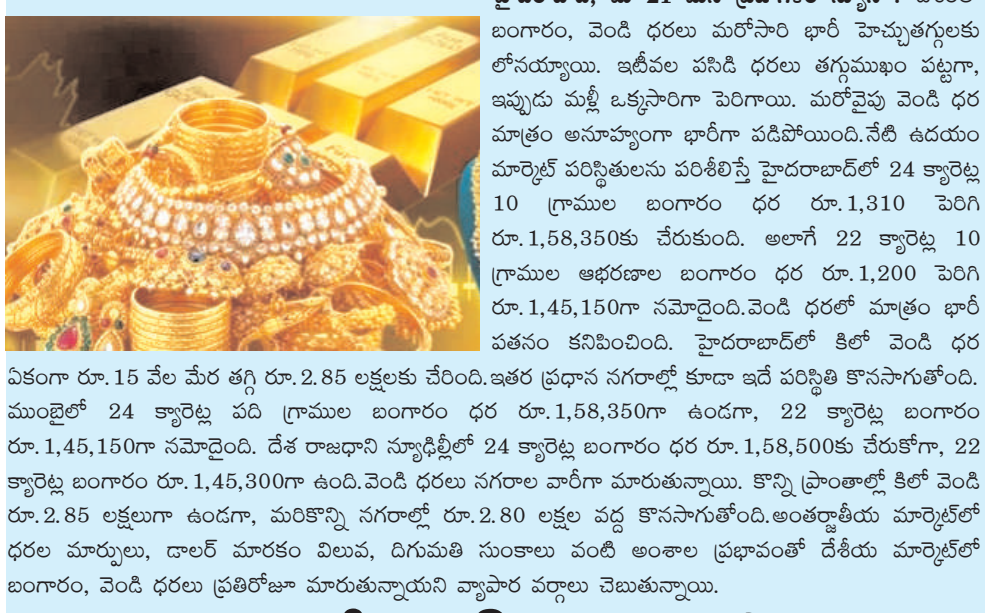 బంగారం, వెండి ధరలు మరోసారి భారీ హెచ్చుతగ్గులకు
లోనయ్యాయి. ఇటీవల పసిడి ధరలు తగ్గుముఖం పట్టగా,
ఇప్పుడు మళ్లీ ఒక్కసారిగా పెరిగాయి. మరోవైపు వెండి ధర
మాత్రం అనూహ్యంగా భారీగా పడిపోయింది.నేటి ఉదయం
మార్కెట్ పరిస్థితులను పరిశీలిస్తే హైదరాబాద్‌లో 24 క్యారెట్ల
10 గ్రాముల బంగారం ధర రూ.1,310 పెరిగి
రూ.1,58,350కు చేరుకుంది. అలాగే 22 క్యారెట్ల 10
గ్రాముల ఆభరణాల బంగారం ధర రూ.1,200 పెరిగి
రూ.1,45,150గా నమోదైంది.వెండి ధరలో మాత్రం భారీ
పతనం కనిపించింది. హైదరాబాద్‌లో కిలో వెండి ధర
ఏకంగా రూ.15 వేల మేర తగ్గి రూ.2.85 లక్షలకు చేరింది.ఇతర ప్రధాన నగరాల్లో కూడా ఇదే పరిస్థితి కొనసాగుతోంది.
ముంబైలో 24 క్యారెట్ల పది గ్రాముల బంగారం ధర రూ.1,58,350గా ఉండగా, 22 క్యారెట్ల బంగారం
రూ.1,45,150గా నమోదైంది. దేశ రాజధాని న్యూఢిల్లీలో 24 క్యారెట్ల బంగారం ధర రూ.1,58,500కు చేరుకోగా, 22
క్యారెట్ల బంగారం రూ.1,45,300గా ఉంది.వెండి ధరలు నగరాల వారీగా మారుతున్నాయి. కొన్ని ప్రాంతాల్లో కిలో వెండి
రూ.2.85 లక్షలుగా ఉండగా, మరికొన్ని నగరాల్లో రూ.2.80 లక్షల వద్ద కొనసాగుతోంది.అంతర్జాతీయ మార్కెట్‌లో
ధరల మార్పులు, డాలర్ మారకం విలువ, దిగుమతి సుంకాలు వంటి అంశాల ప్రభావంతో దేశీయ మార్కెట్‌లో
బంగారం, వెండి ధరలు ప్రతిరోజూ మారుతున్నాయని వ్యాపార వర్గాలు చెబుతున్నాయి.